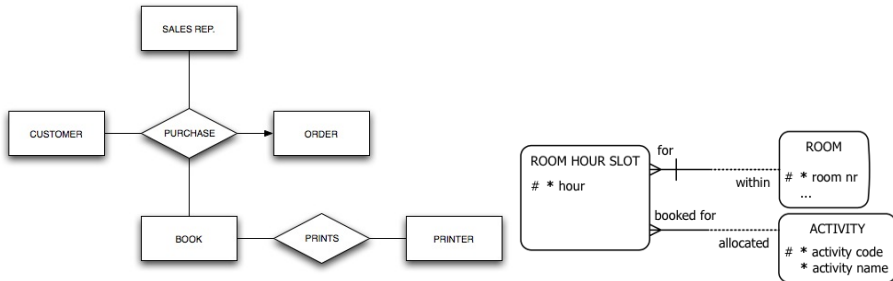 SALES REP.
CUSTOMER
PURCHASE
ORDER
BOOK
PRINTS
PRINTER
ROOM HOUR SLOT
# * hour
for
within
ROOM
# * room nr
...
booked for
allocated
ACTIVITY
# * activity code
* activity name